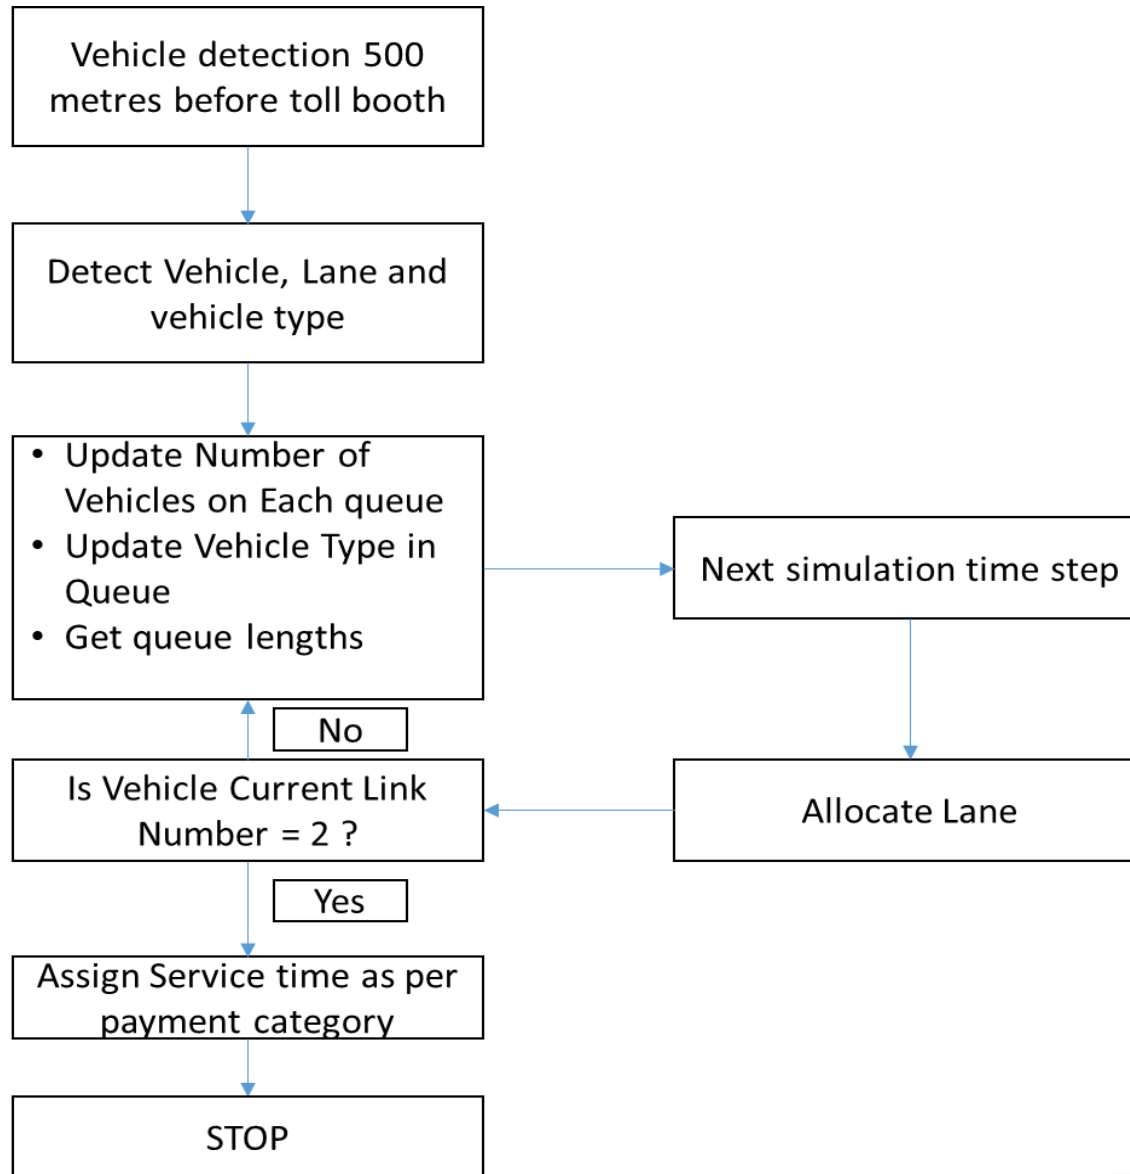 Vehicle detection 500
metres before toll booth
Detect Vehicle, Lane and
vehicle type
• Update Number of
Vehicles on Each queue
• Update Vehicle Type in
Queue
• Get queue lengths
Next simulation time step
Allocate Lane
No
Is Vehicle Current Link
Number = 2 ?
Yes
Assign Service time as per
payment category
STOP